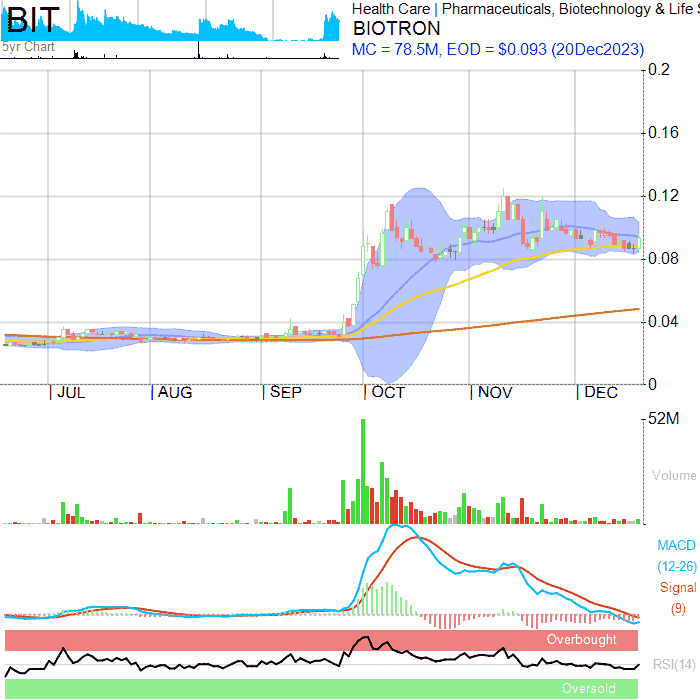 BIT
5yr Chart
Health Care | Pharmaceuticals, Biotechnology & Life S
BIOTRON
MC = 78.5M, EOD = $0.093 (20Dec2023)
0.2
0.16
0.12
0.08
0.04
0
JUL AUG SEP OCT NOV DEC
52M
Volume
MACD
(12-26)
Signal
(9)
Overbought
RSI(14)
Oversold